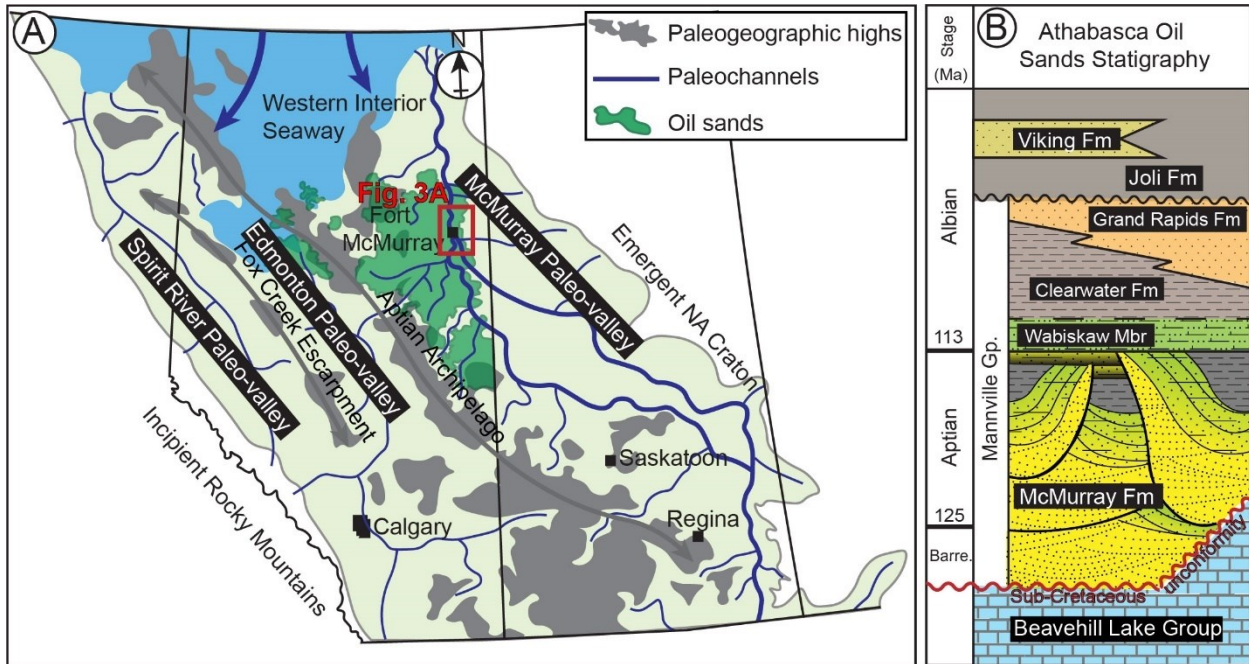 A
N
Paleogeographic highs
Paleochannels
Oil sands
Western Interior
Seaway
Fig. 3A
Fort
McMurray
McMurray Paleo-valley
Emergent NA Craton
Spirit River Paleo-valley
Fox Creek Escarpment
Edmonton Paleo-valley
Aptian Archipelago
Incipient Rocky Mountains
Saskatoon
Calgary
Regina
Stage
(Ma)
B
Athabasca Oil
Sands Statigraphy
Albian
113
Aptian
125
Barre.
Mannville Gp.
Viking Fm
Joli Fm
Grand Rapids Fm
Clearwater Fm
Wabiskaw Mbr
McMurray Fm
Sub-Cretaceous
unconformity
Beavehill Lake Group